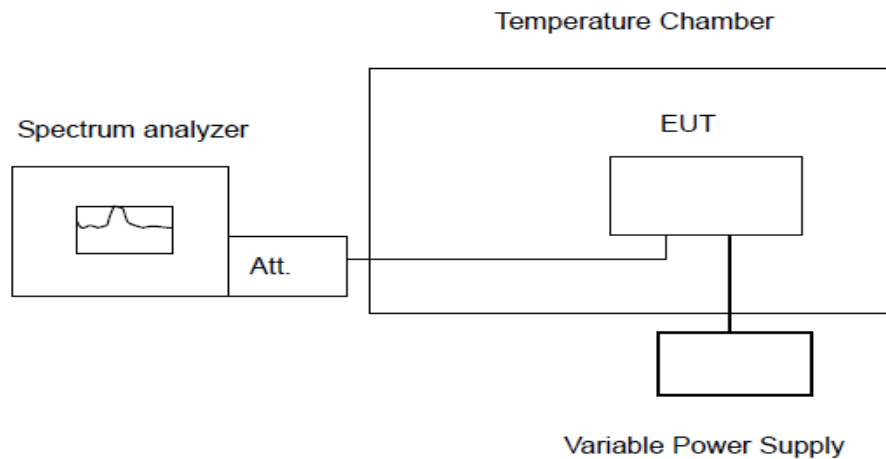 Temperature Chamber
Spectrum analyzer
EUT
Att.
Variable Power Supply